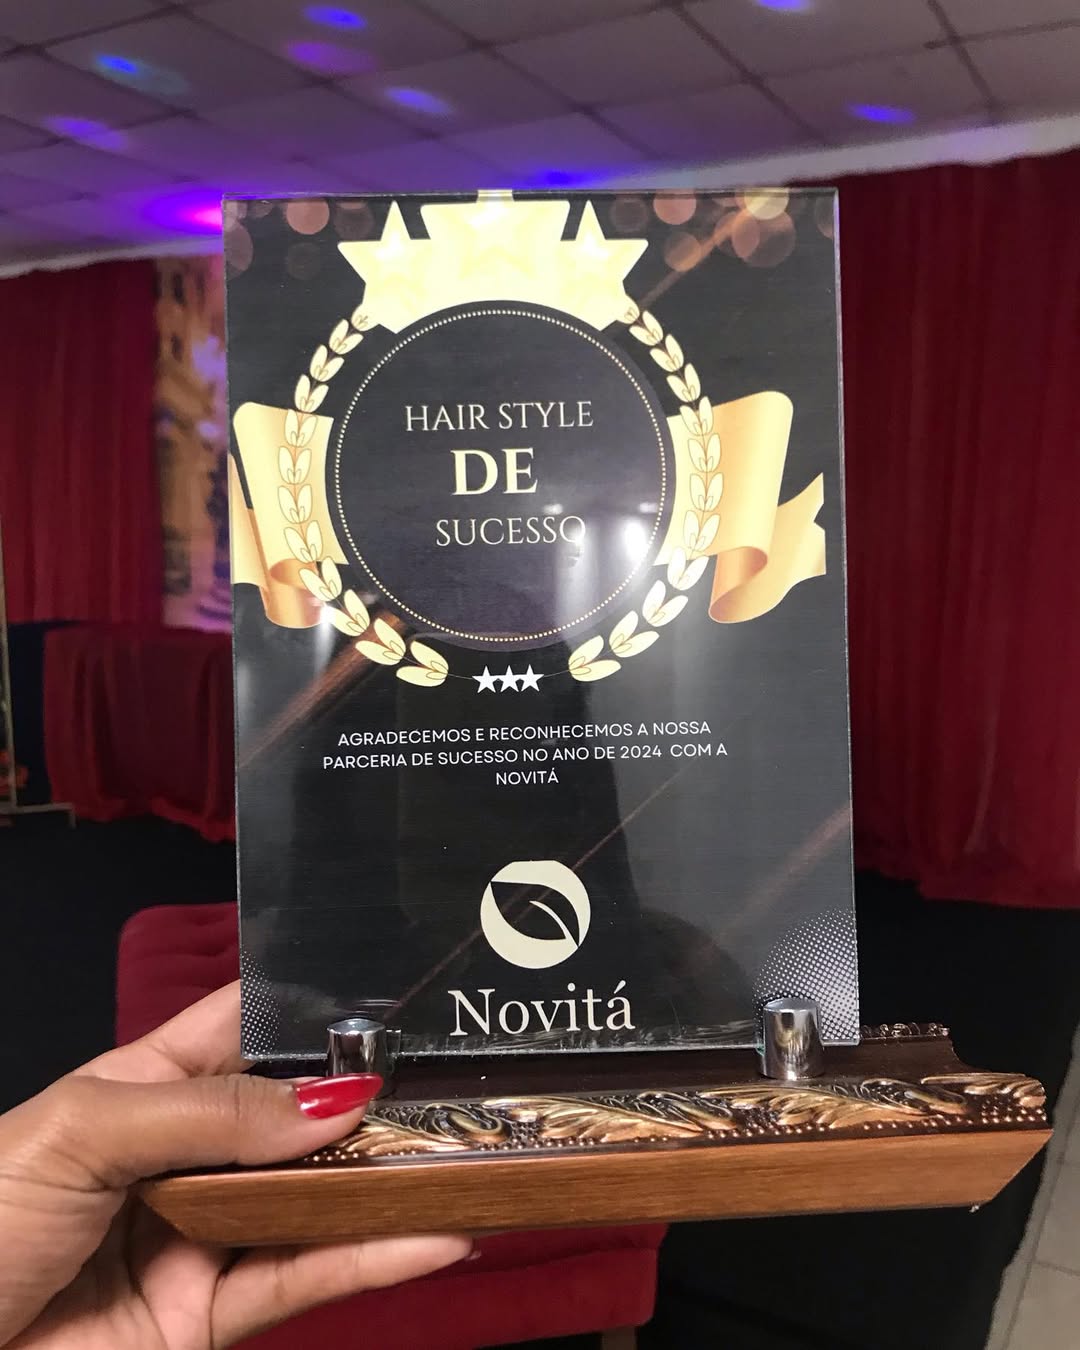 HAIR STYLE
DE
SUCESSO
AGRADECEMOS E RECONHECEMOS A NOSSA
PARCERIA DE SUCESSO NO ANO DE 2024 COM A
NOVITÁ
Novitá